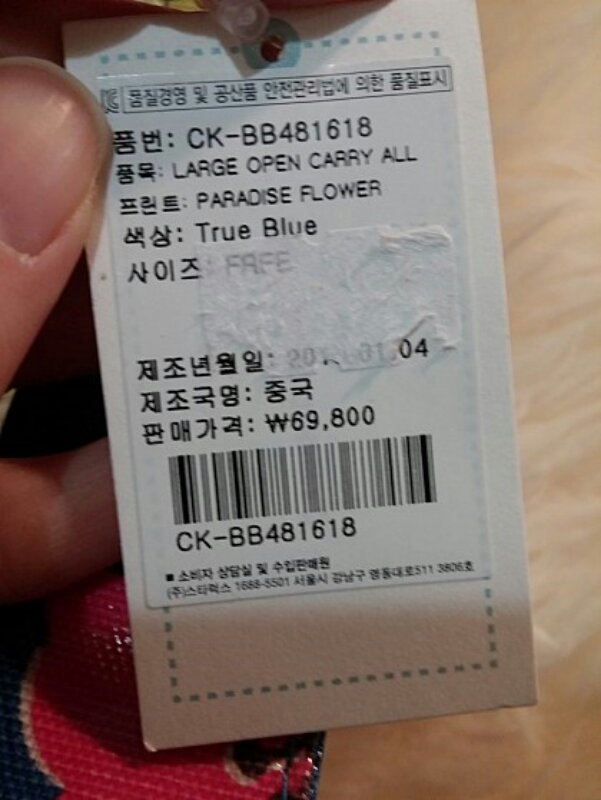 품질경영 및 공산품 안전관리법에 의한 품질표시
품번: CK-BB481618
품목: LARGE OPEN CARRY ALL
프린트: PARADISE FLOWER
색상: True Blue
사이즈: FREE
제조년월일: 04
제조국명: 중국
판매가격: ₩69,800
CK-BB481618
■ 소비자 상담실 및 수입판매원
(주)스타럭스 1688-5501 서울시 강남구 영동대로511 3806호